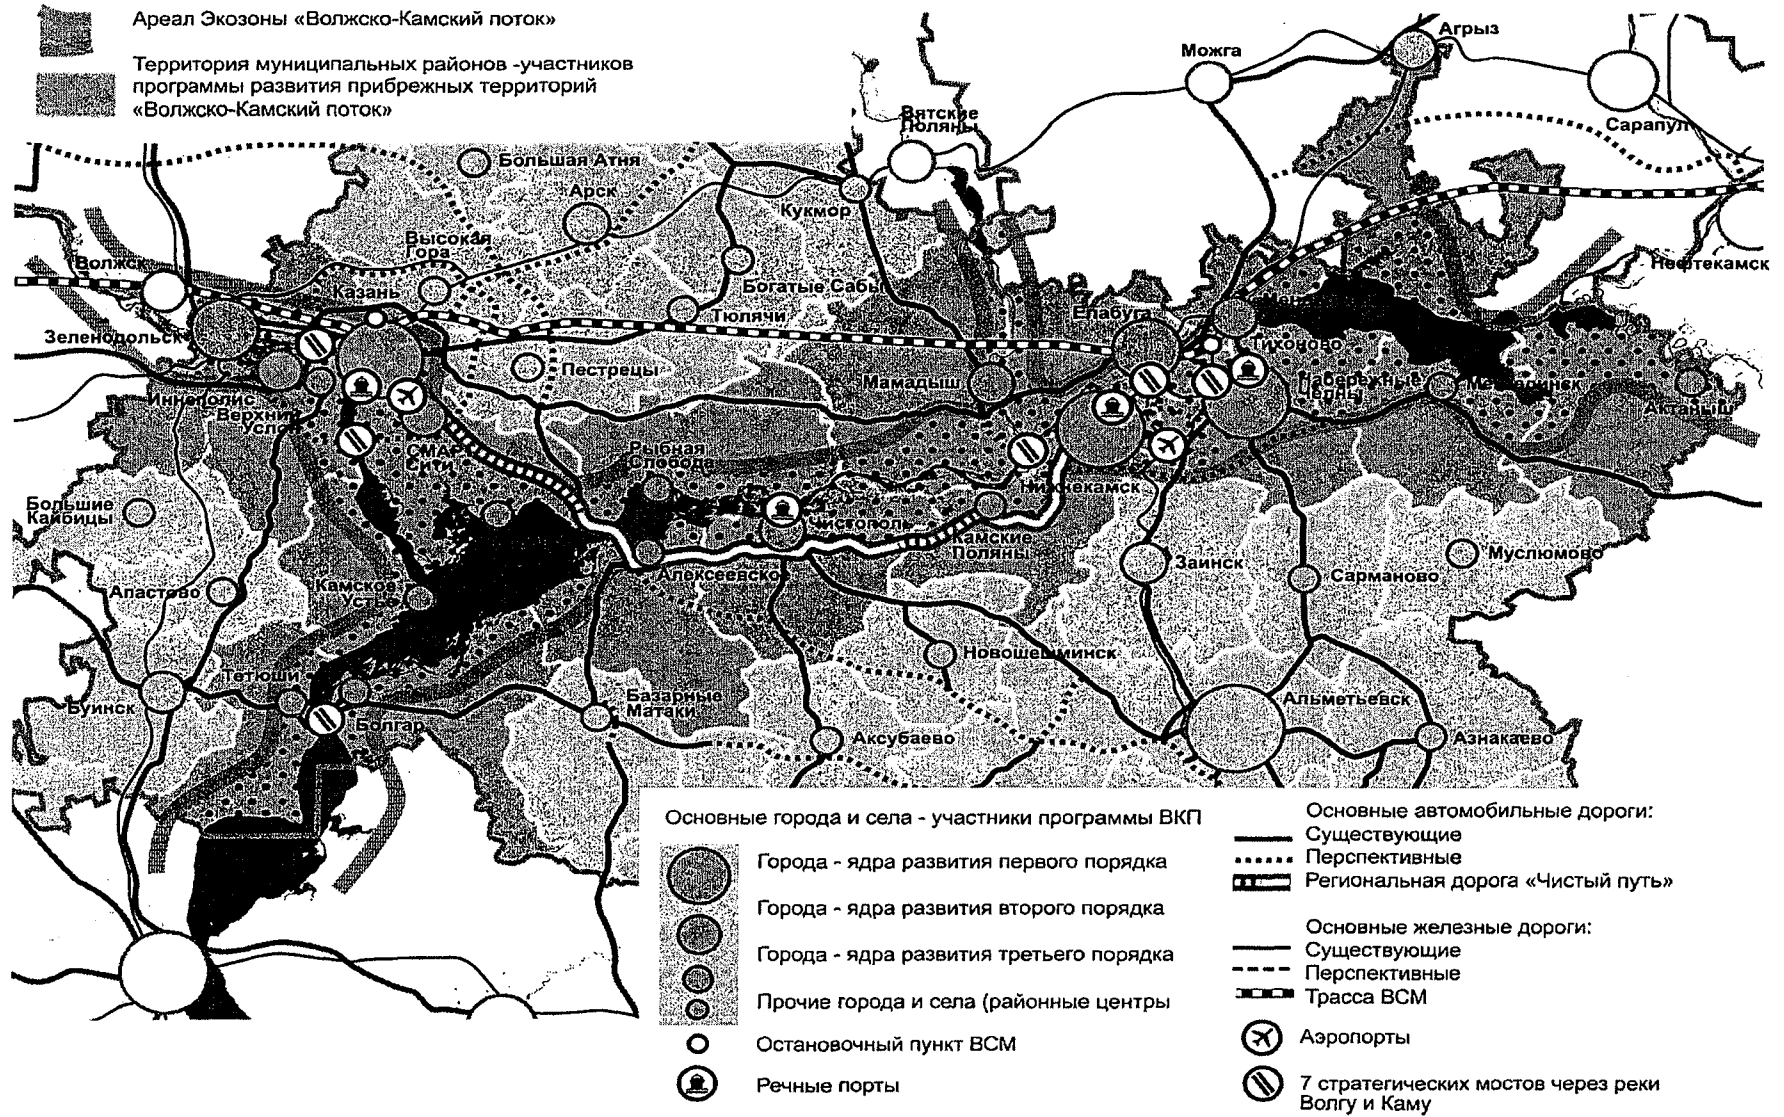 Ареал Экозоны «Волжско-Камский поток»
Территория муниципальных районов -участников
программы развития прибрежных территорий
«Волжско-Камский поток»
Агрыз
Можга
Сарапул
Вятские
Поляны
Большая Атня
Арск
Кукмор
Высокая
Гора
Волжск
Казань
Богатые Сабы
Нефтекамск
Тюлячи
Елабуга
Зеленодольск
Тихоново
Пестрецы
Мамадыш
Набережные
Челны
Иннополис
Верхний
Услон
Актаныш
СМАРТ
Сити
Рыбная
Слобода
Нижнекамск
Большие
Кайбицы
Чистополь
Камские
Поляны
Муслюмово
Заинск
Сарманово
Апастово
Камское
Устье
Алексеевское
Новошешминск
Тетюши
Буинск
Болгар
Базарные
Матаки
Альметьевск
Аксубаево
Азнакаево
Основные города и села - участники программы ВКП
Города - ядра развития первого порядка
Города - ядра развития второго порядка
Города - ядра развития третьего порядка
Прочие города и села (районные центры
Остановочный пункт ВСМ
Речные порты
Основные автомобильные дороги:
Существующие
Перспективные
Региональная дорога «Чистый путь»
Основные железные дороги:
Существующие
Перспективные
Трасса ВСМ
Аэропорты
7 стратегических мостов через реки
Волгу и Каму